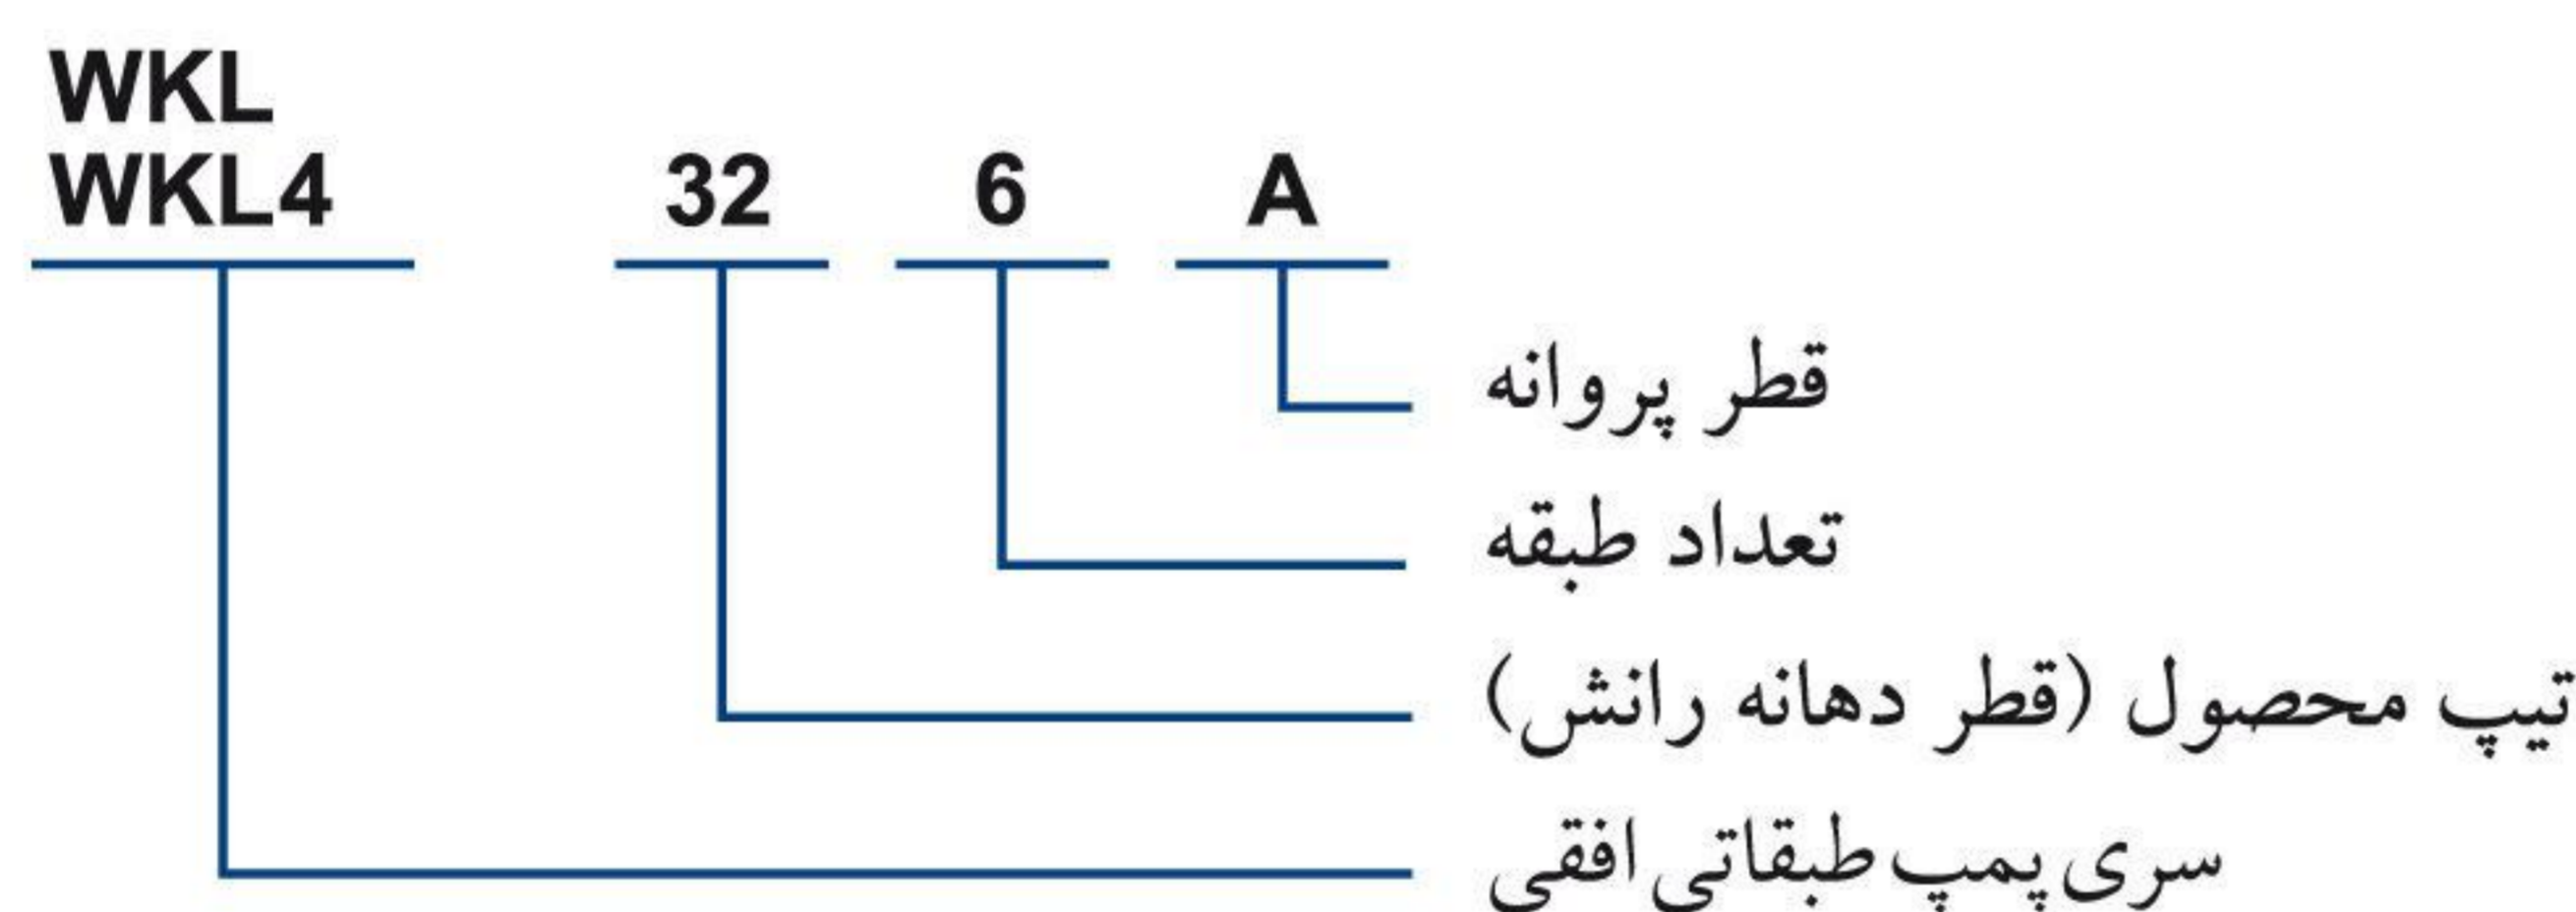 WKL
WKL4 32 6 A
قطر پروانه
تعداد طبقه
تیپ محصول (قطر دهانه رانش)
سری پمپ طبقاتی افقی